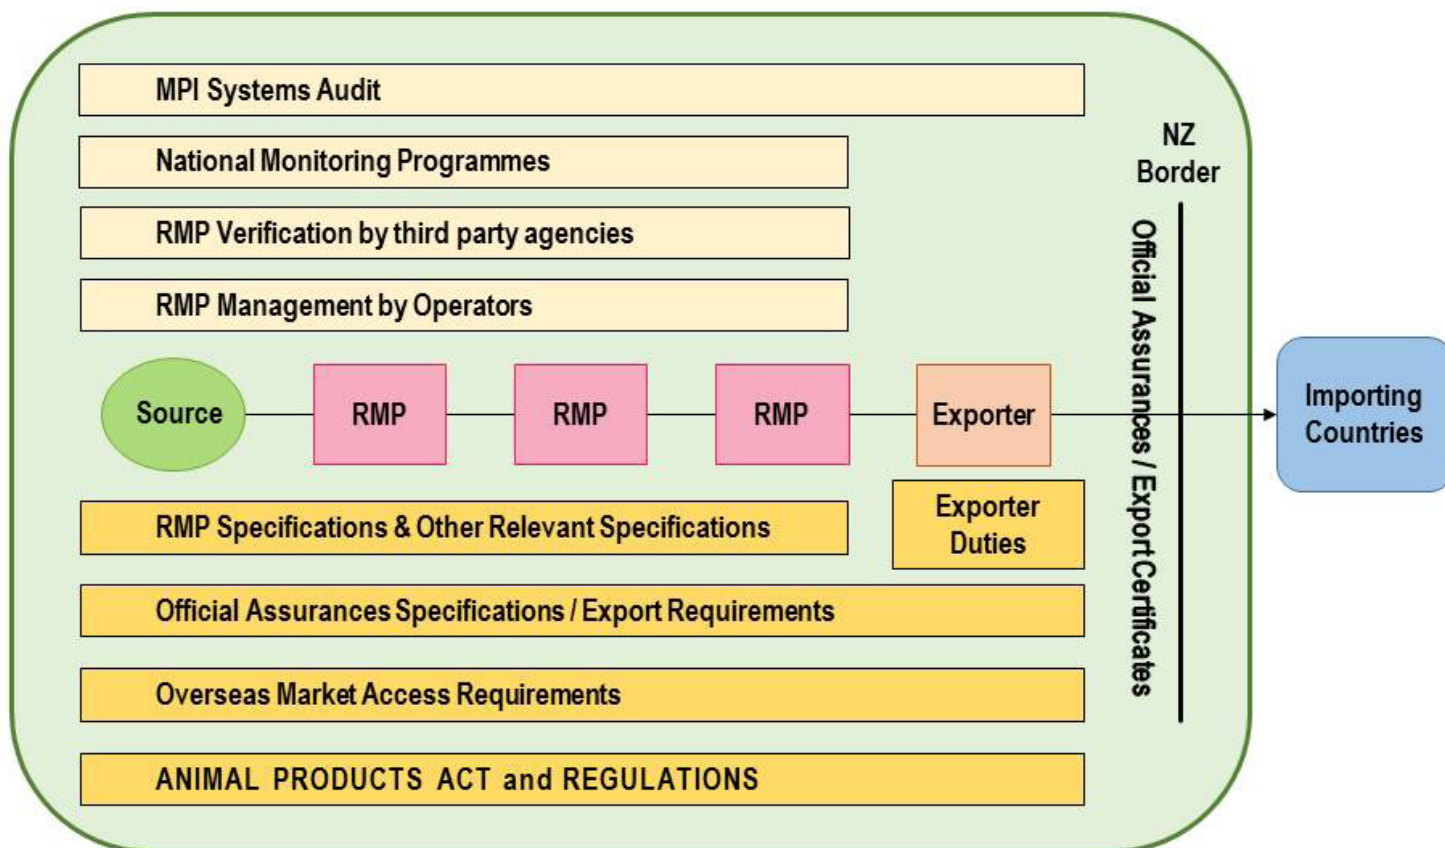 MPI Systems Audit
National Monitoring Programmes
RMP Verification by third party agencies
RMP Management by Operators
NZ
Border
Official Assurances / Export Certificates
Source
RMP
RMP
RMP
Exporter
Importing
Countries
RMP Specifications & Other Relevant Specifications
Exporter
Duties
Official Assurances Specifications / Export Requirements
Overseas Market Access Requirements
ANIMAL PRODUCTS ACT and REGULATIONS